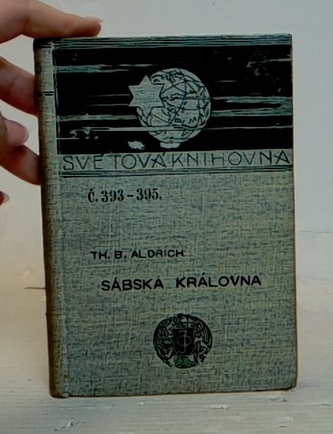 SVĚTOVÁ KNIHOVNA
Č. 393-395.
TH. B. ALDRICH
SÁBSKÁ KRÁLOVNA